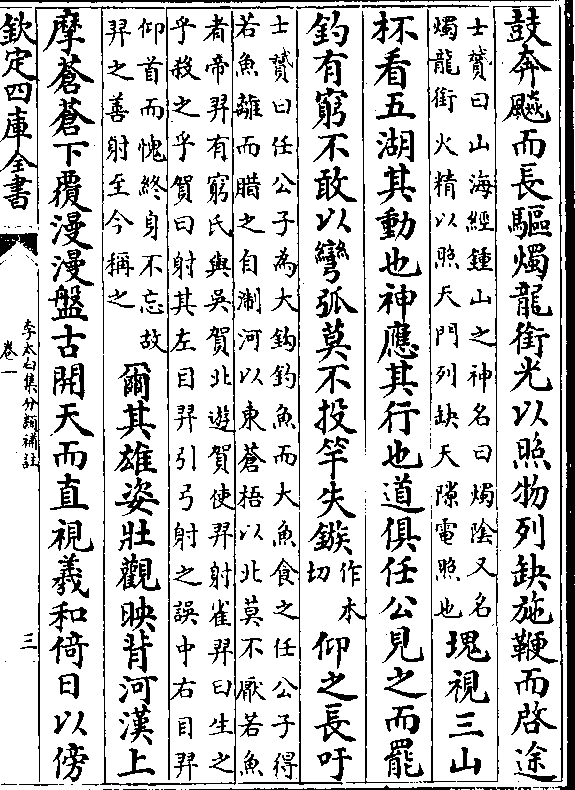 鼓奔飈而長驅燭龍銜光以照物列缺施鞭而啓途
士贇曰山海經鍾山之神名曰燭陰又名
燭龍銜火精以照天門列缺天隙電照也
塊視三山
杯看五湖其動也神應其行也道俱任公見之而罷
釣有窮不敢以彎弧莫不投竿失鏃
作木
切
仰之長吁
士贇曰任公子為大鈎釣魚而大魚食之任公子得
若魚離而腊之自淛河以東蒼梧以北莫不厭若魚
者帝羿有窮氏與吳賀北遊賀使羿射雀羿曰生之
乎殺之乎賀曰射其左目羿引弓射之誤中右目羿
仰首而愧終身不忘故
羿之善射至今稱之
爾其雄姿壯觀映背河漢上
摩蒼蒼下覆漫漫盤古開天而直視羲和倚日以傍
欽定四庫全書
李太白集分類補註
卷一
三